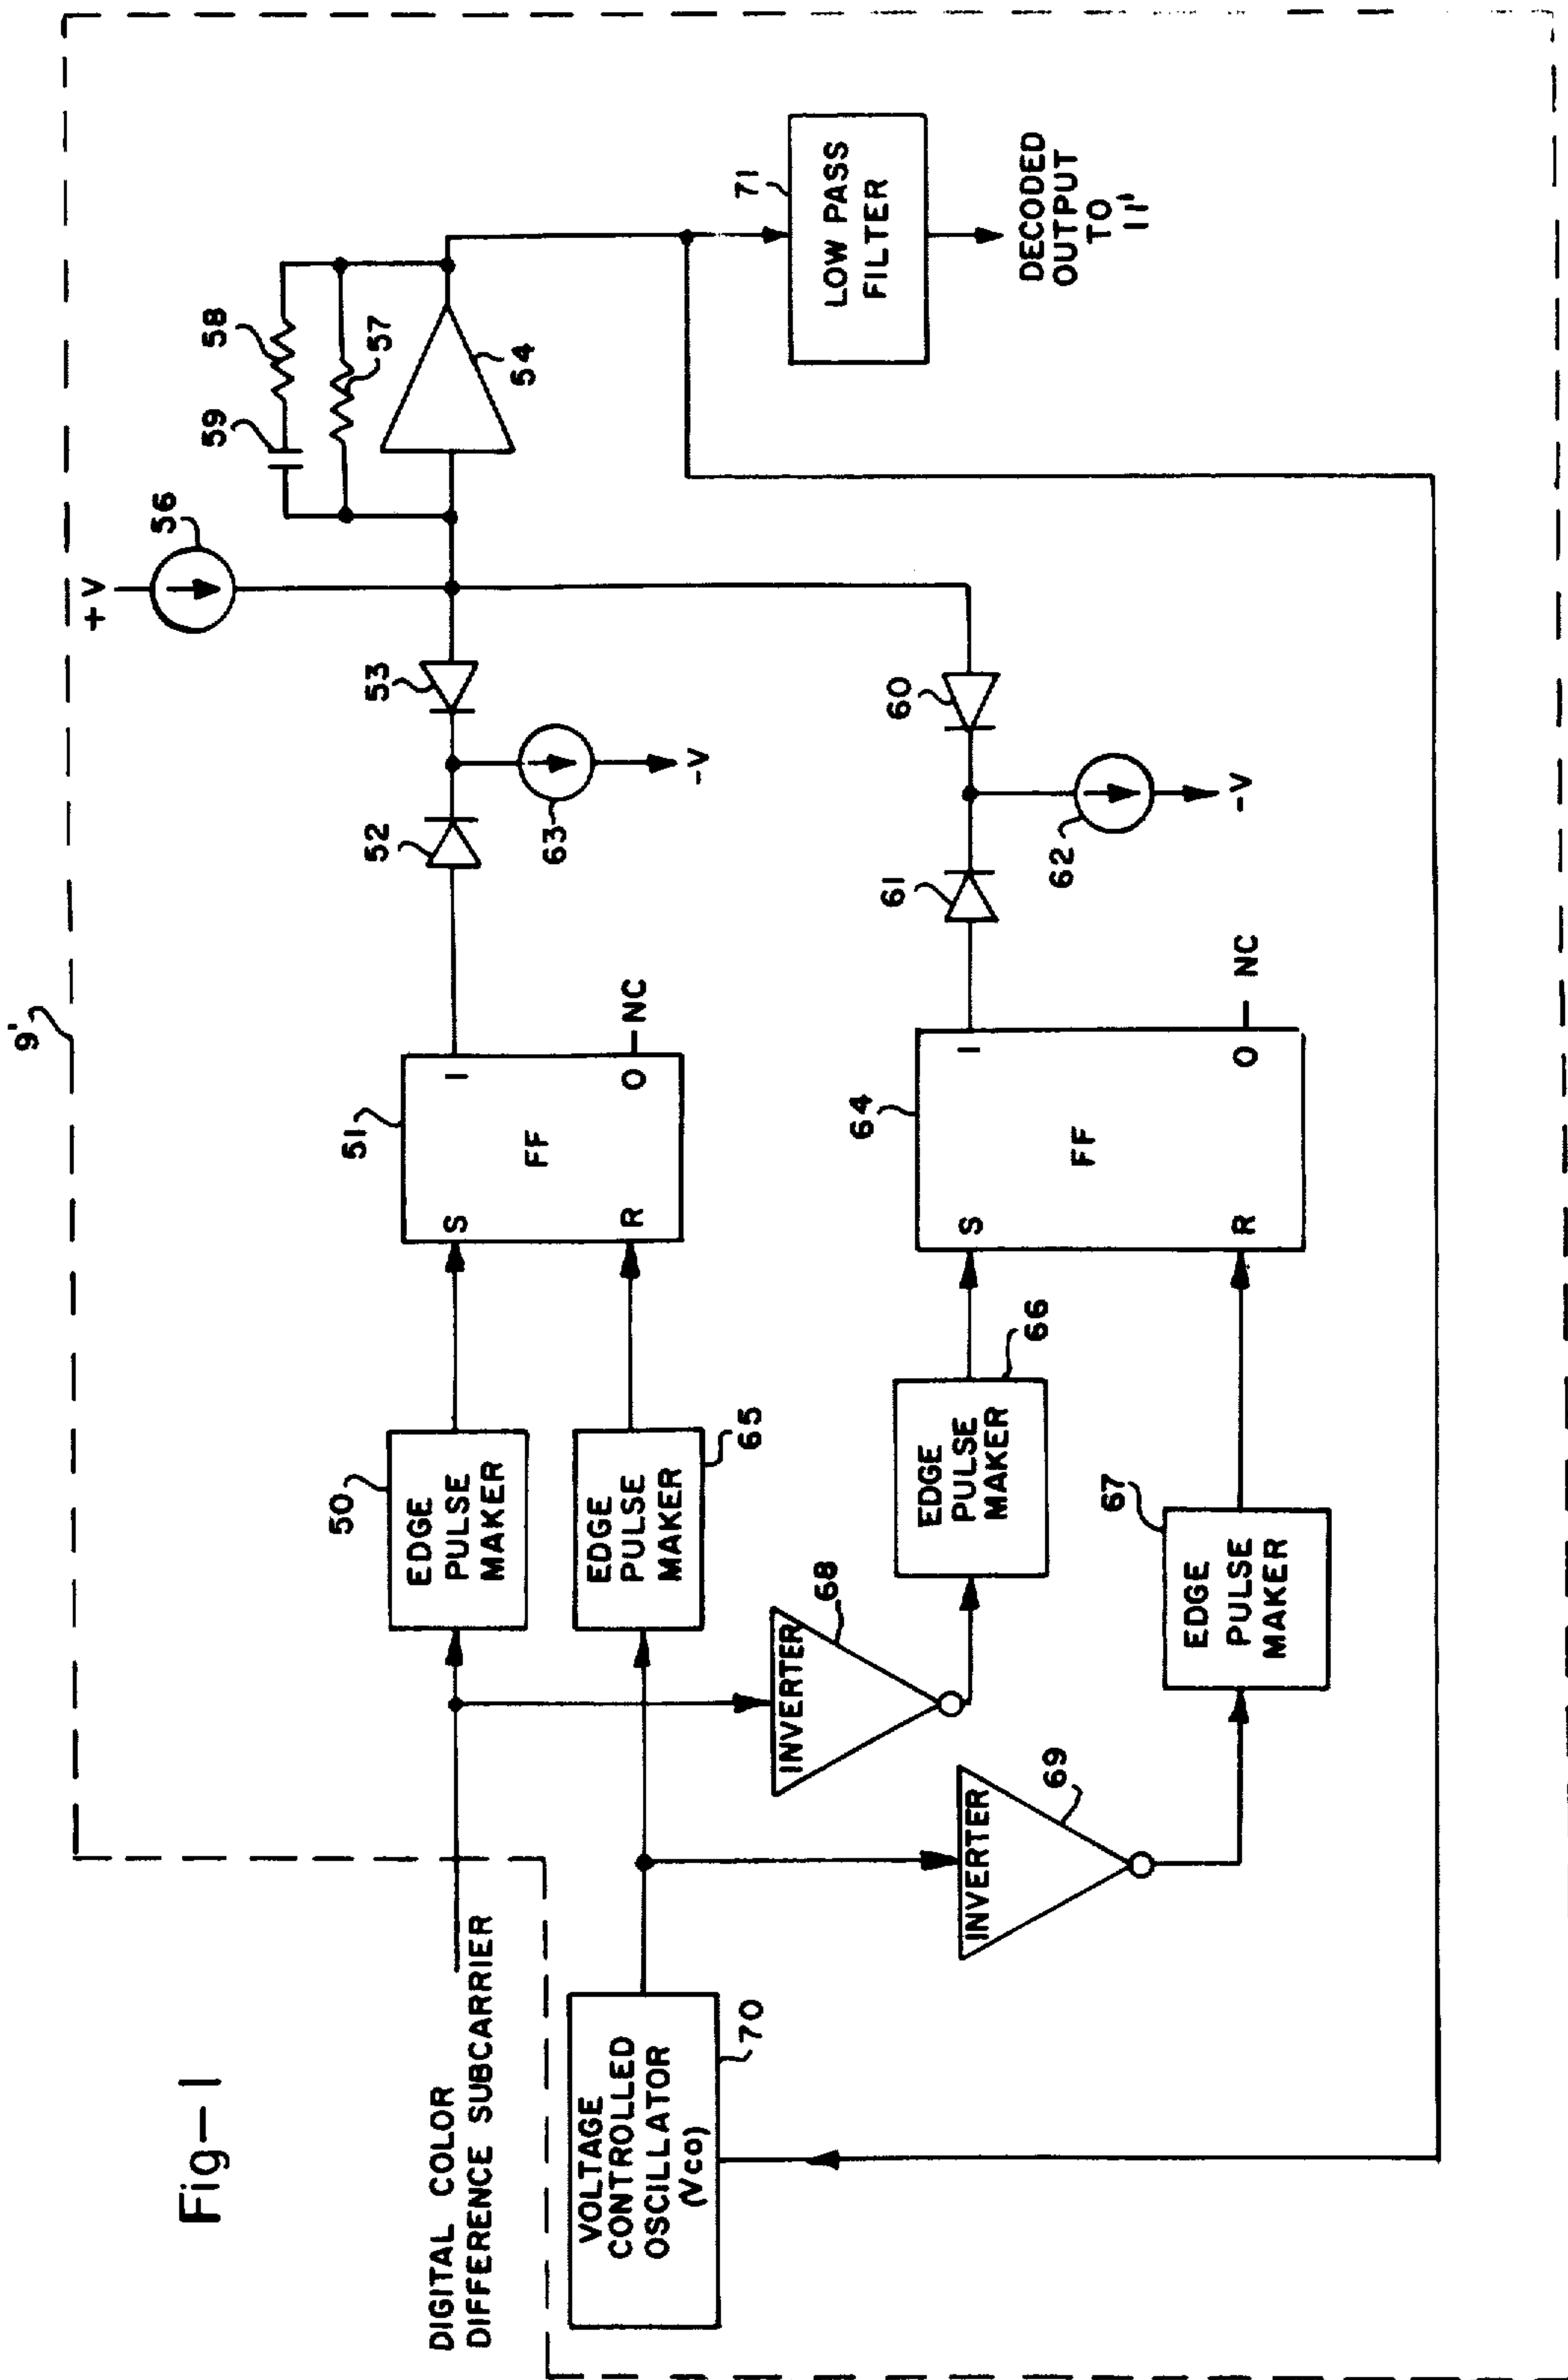 Fig-1
9'
DIGITAL COLOR
DIFFERENCE SUBCARRIER
VOLTAGE
CONTROLLED
OSCILLATOR
(Vco)
70
50
EDGE
PULSE
MAKER
EDGE
PULSE
MAKER
65
INVERTER
68
INVERTER
69
EDGE
PULSE
MAKER
66
67
EDGE
PULSE
MAKER
51
S
I
FF
R
O
NC
64
S
I
FF
R
O
NC
52
53
63
-V
61
60
62
-V
+V
56
59
58
57
54
71
LOW PASS
FILTER
DECODED
OUTPUT
TO
11'